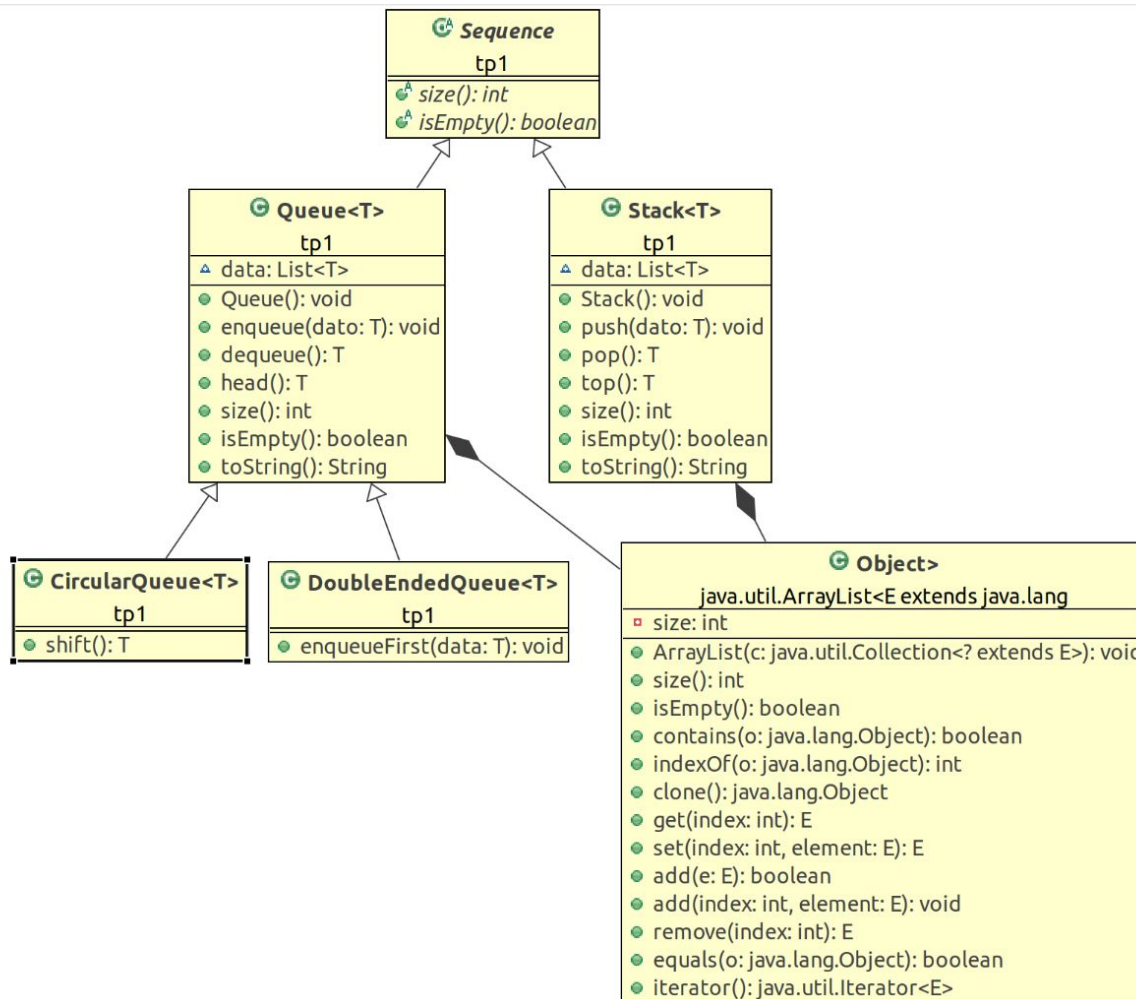 Sequence
tp1
size(): int
isEmpty(): boolean
Queue<T>
tp1
data: List<T>
Queue(): void
enqueue(dato: T): void
dequeue(): T
head(): T
size(): int
isEmpty(): boolean
toString(): String
Stack<T>
tp1
data: List<T>
Stack(): void
push(dato: T): void
pop(): T
top(): T
size(): int
isEmpty(): boolean
toString(): String
CircularQueue<T>
tp1
shift(): T
DoubleEndedQueue<T>
tp1
enqueueFirst(data: T): void
Object>
java.util.ArrayList<E extends java.lang
size: int
ArrayList(c: java.util.Collection<? extends E>): void
size(): int
isEmpty(): boolean
contains(o: java.lang.Object): boolean
indexOf(o: java.lang.Object): int
clone(): java.lang.Object
get(index: int): E
set(index: int, element: E): E
add(e: E): boolean
add(index: int, element: E): void
remove(index: int): E
equals(o: java.lang.Object): boolean
iterator(): java.util.Iterator<E>